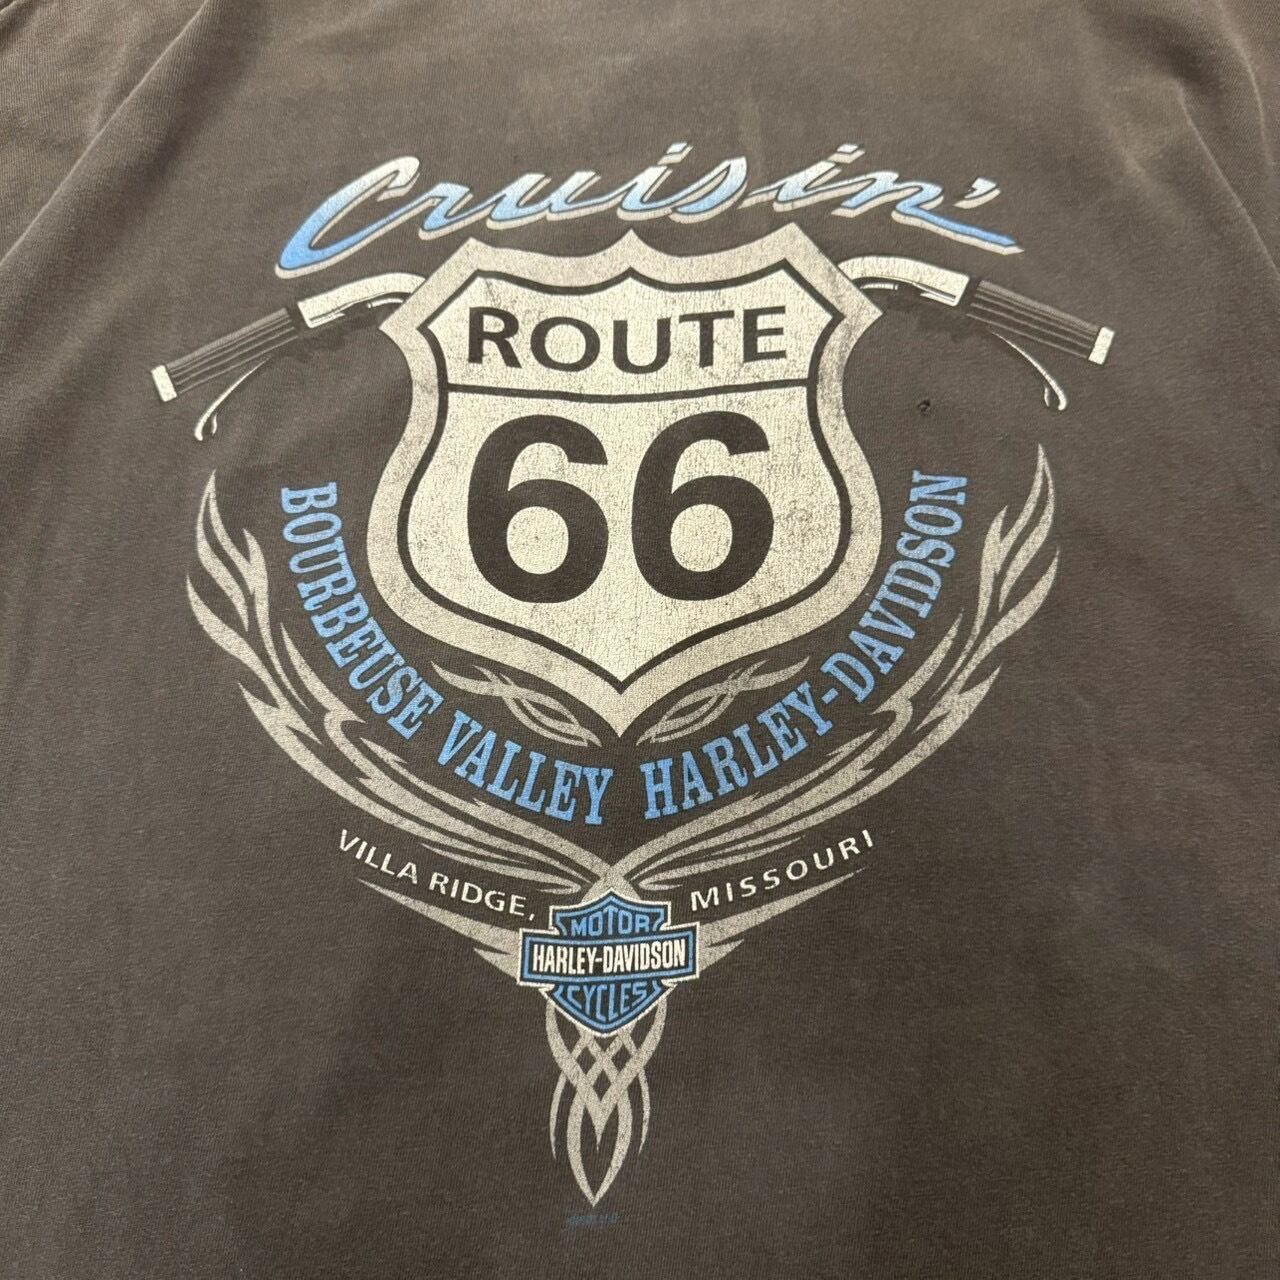 Cruisin'
ROUTE
66
BOURBEUSE VALLEY HARLEY-DAVIDSON
VILLA RIDGE, MISSOURI
MOTOR
HARLEY-DAVIDSON
CYCLES